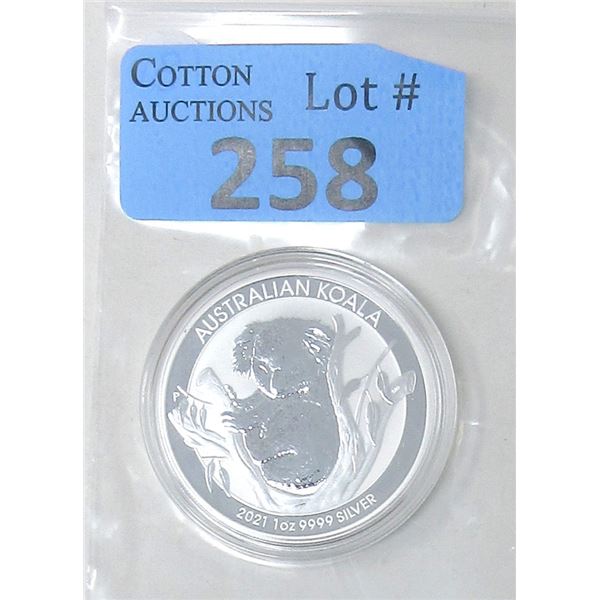 COTTON
AUCTIONS
Lot #
258
AUSTRALIAN KOALA
P
2021 1oz 9999 SILVER